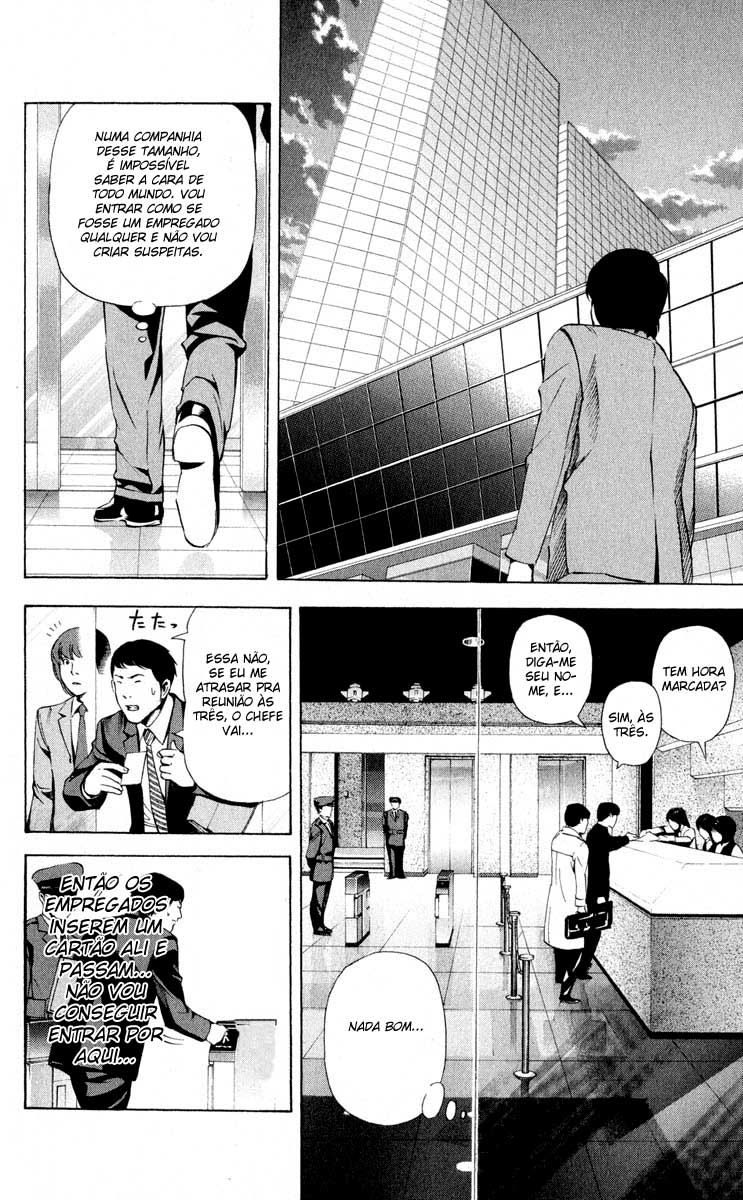 NUMA COMPANHIA
DESSE TAMANHO,
É IMPOSSÍVEL
SABER A CARA DE
TODO MUNDO. VOU
ENTRAR COMO SE
FOSSE UM EMPREGADO
QUALQUER E NÃO VOU
CRIAR SUSPEITAS.
TEM HORA
MARCADA?
SIM, ÀS
TRÊS.
ENTÃO,
DIGA-ME
SEU NO-
ME, E...
NADA BOM...
たたっ
ESSA NÃO,
SE EU ME
ATRASAR PRA
REUNIÃO ÀS
TRÊS, O CHEFE
VAI...
ENTÃO OS
EMPREGADOS
INSEREM UM
CARTÃO ALI E
PASSAM...
NÃO VOU
CONSEGUIR
ENTRAR POR
AQUI...